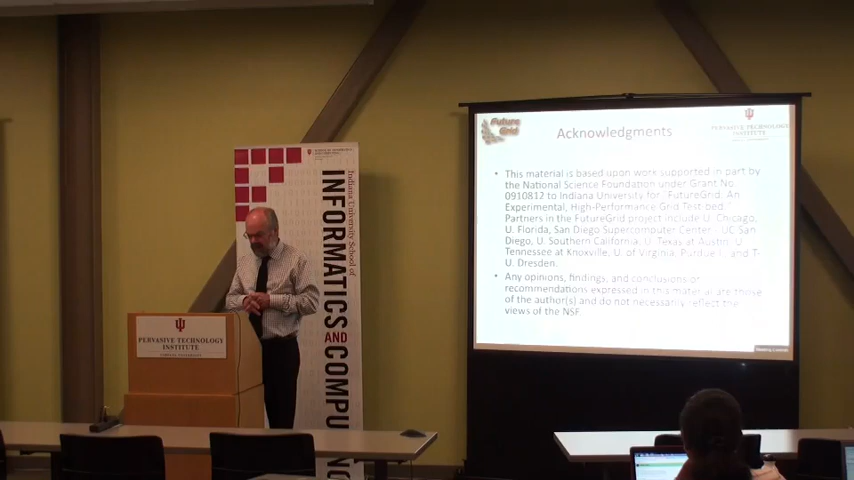 Future
Grid
Acknowledgments
PERVASIVE TECHNOLOGY
INSTITUTE
• This material is based upon work supported in part by
the National Science Foundation under Grant No.
0910812 to Indiana University for "FutureGrid: An
Experimental, High-Performance Grid Test-bed."
Partners in the FutureGrid project include U. Chicago,
U. Florida, San Diego Supercomputer Center - UC San
Diego, U. Southern California, U. Texas at Austin, U.
Tennessee at Knoxville, U. of Virginia, Purdue I., and T-
U. Dresden.
• Any opinions, findings, and conclusions or
recommendations expressed in this material are those
of the author(s) and do not necessarily reflect the
views of the NSF.
Indiana University School of
INFORMATICS
AND COMPU
NG
PERVASIVE TECHNOLOGY
INSTITUTE